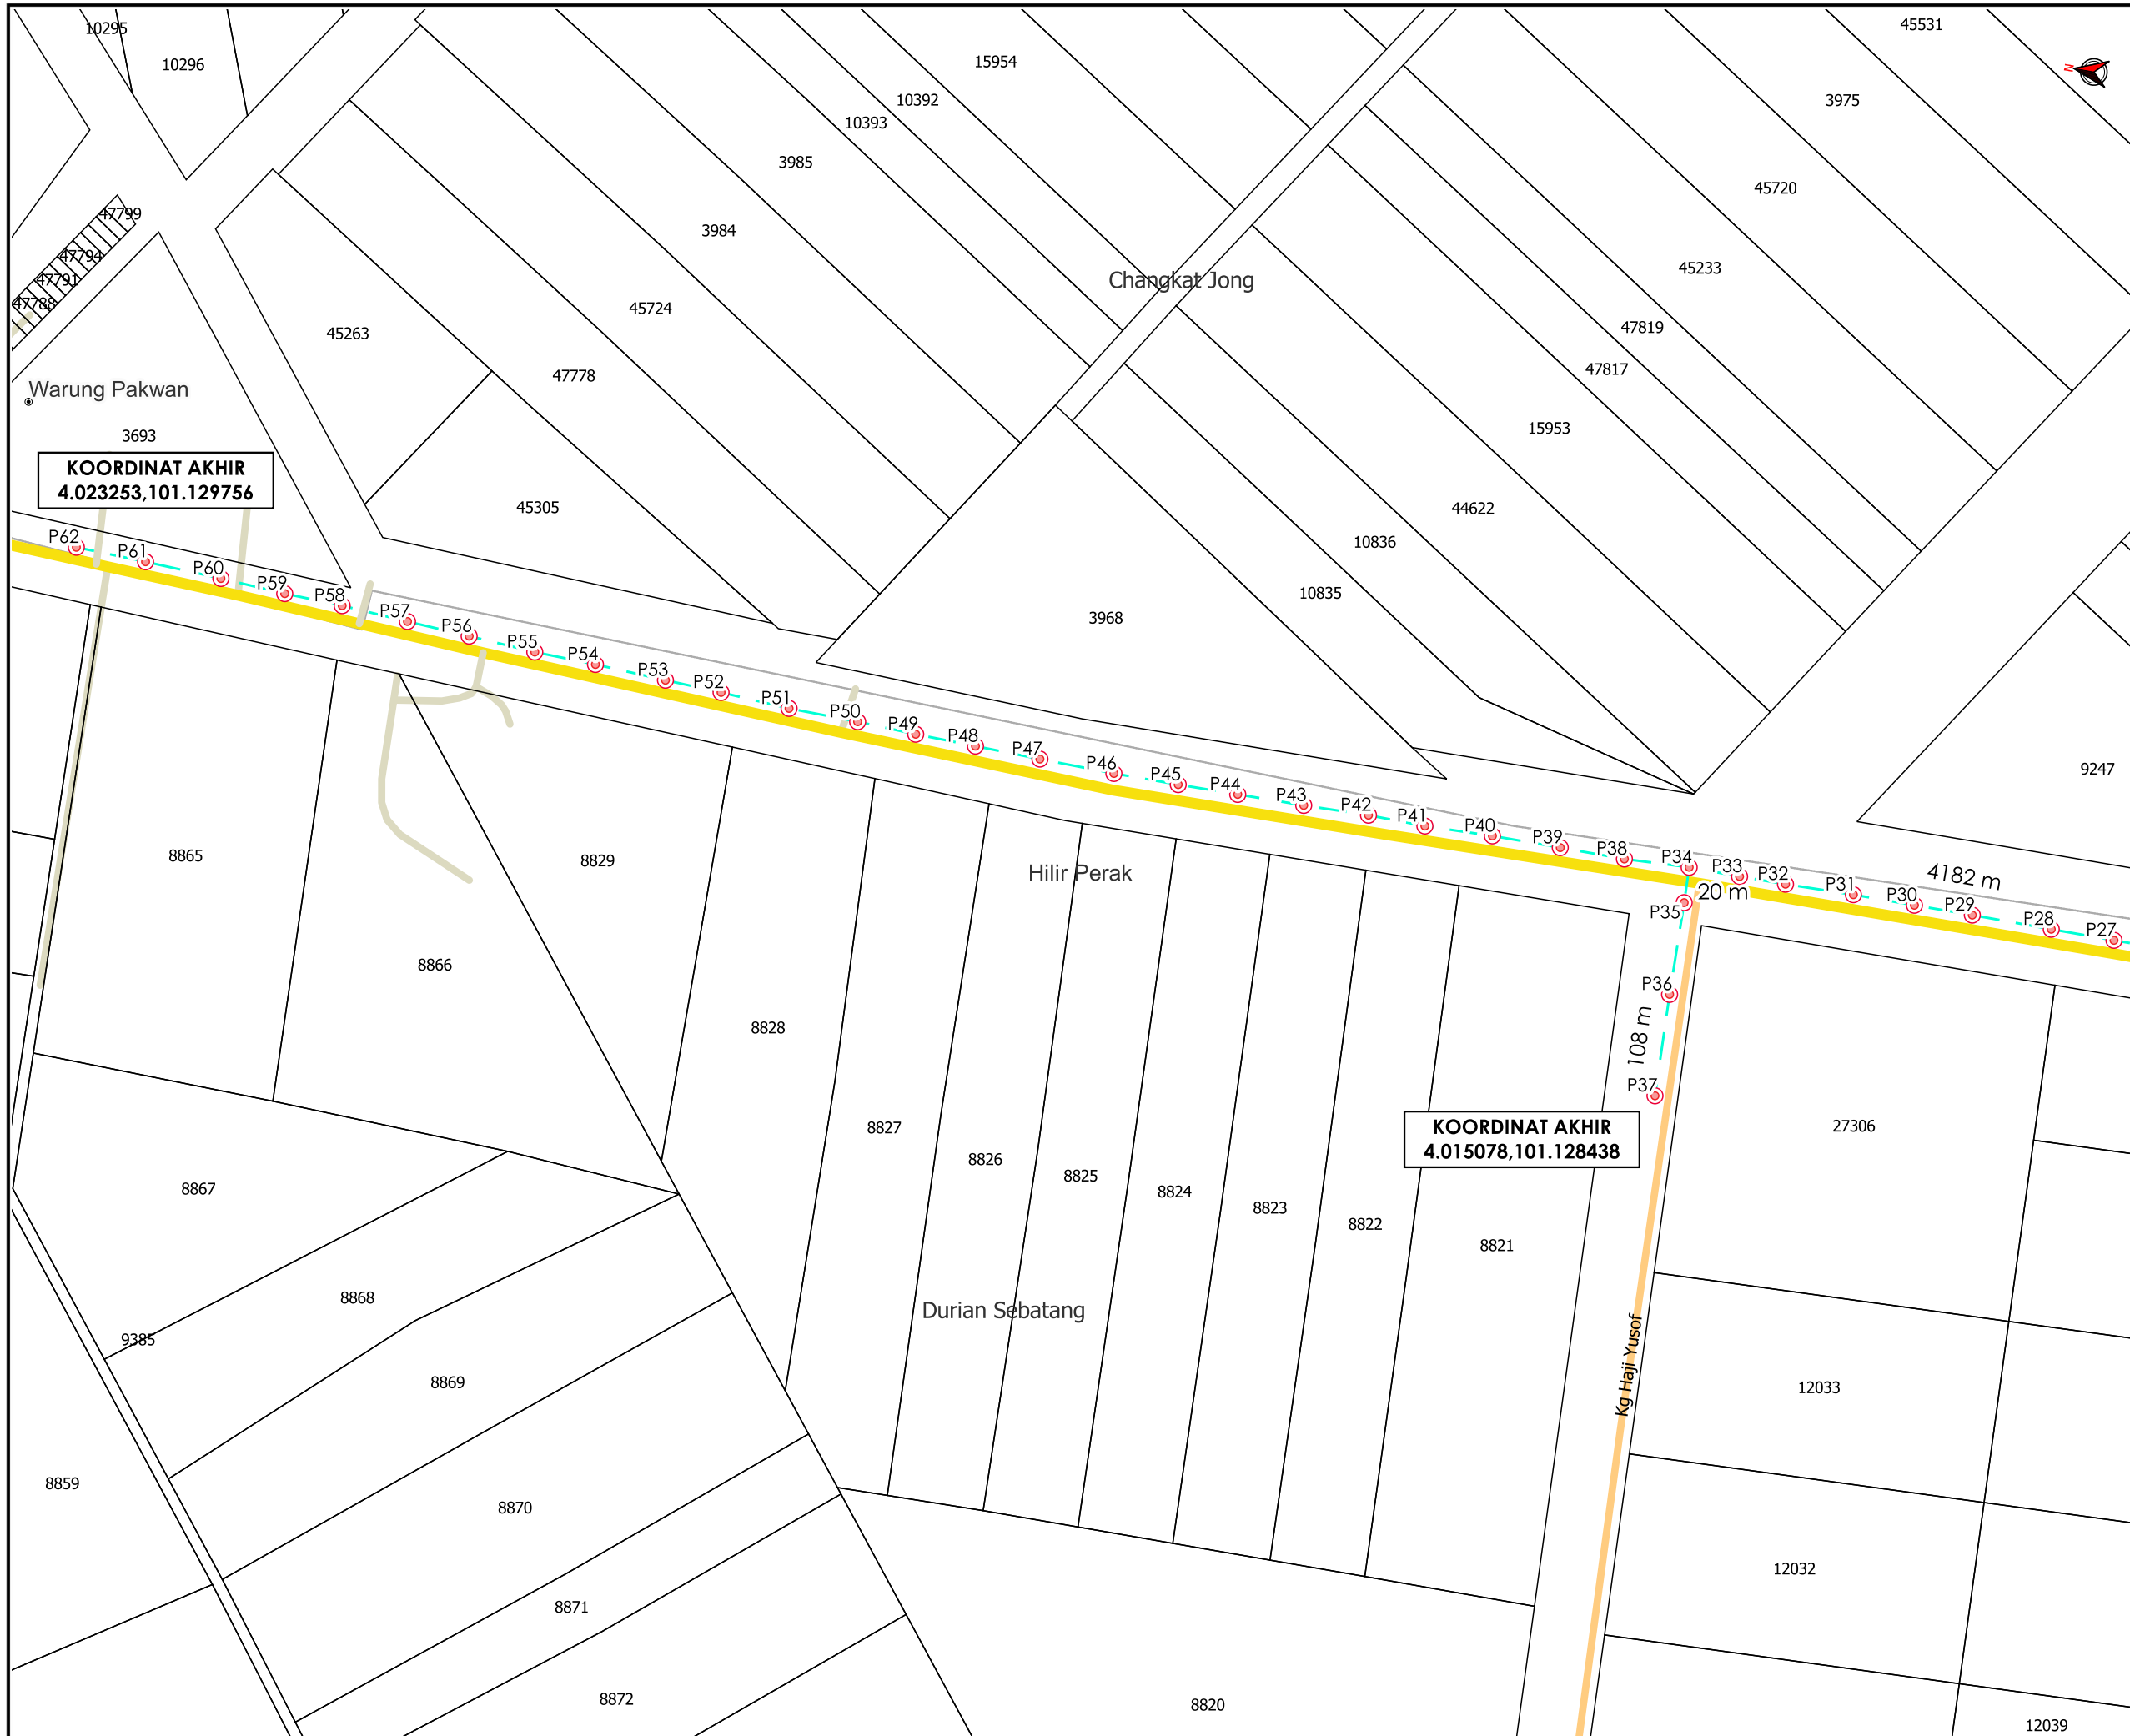 10295
10296
15954
45531
10392
10393
3975
N
3985
45720
47799
3984
47794
45233
47791
Changkat Jong
47788
45724
47819
45263
47817
47778
Warung Pakwan
15953
3693
KOORDINAT AKHIR
4.023253,101.129756
45305
44622
10836
P62
P61
P60
P59
P58
P57
P56
P55
P54
P53
P52
P51
P50
P49
P48
P47
P46
P45
P44
P43
P42
P41
P40
P39
P38
P34
P33
P32
P31
P30
P29
P28
P27
10835
3968
9247
4182 m
20 m
P35
P36
108 m
P37
8865
8829
Hilir Perak
8866
8828
8827
KOORDINAT AKHIR
4.015078,101.128438
27306
8826
8825
8867
8824
8823
8822
8821
8868
Durian Sebatang
9385
Kg Haji Yusof
8869
12033
8859
8870
12032
8871
8872
8820
12039